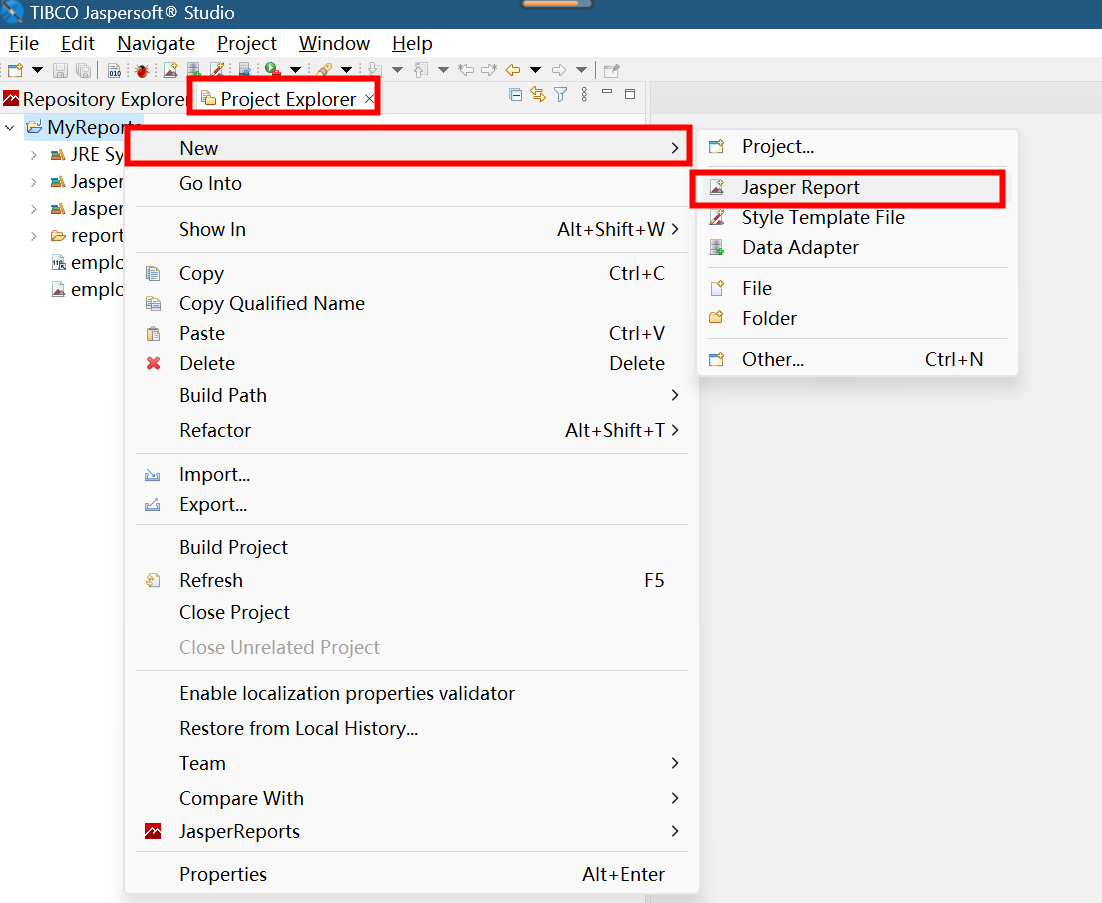 TIBCO Jaspersoft® Studio
File Edit Navigate Project Window Help
Repository Explorer Project Explorer
MyReports
JRE Sy
Jasper
Jasper
report
emplo
emplo
New
Go Into
Show In Alt+Shift+W
Copy Ctrl+C
Copy Qualified Name
Paste Ctrl+V
Delete Delete
Build Path
Refactor Alt+Shift+T
Import...
Export...
Build Project
Refresh F5
Close Project
Close Unrelated Project
Enable localization properties validator
Restore from Local History...
Team
Compare With
JasperReports
Properties Alt+Enter
Project...
Jasper Report
Style Template File
Data Adapter
File
Folder
Other... Ctrl+N